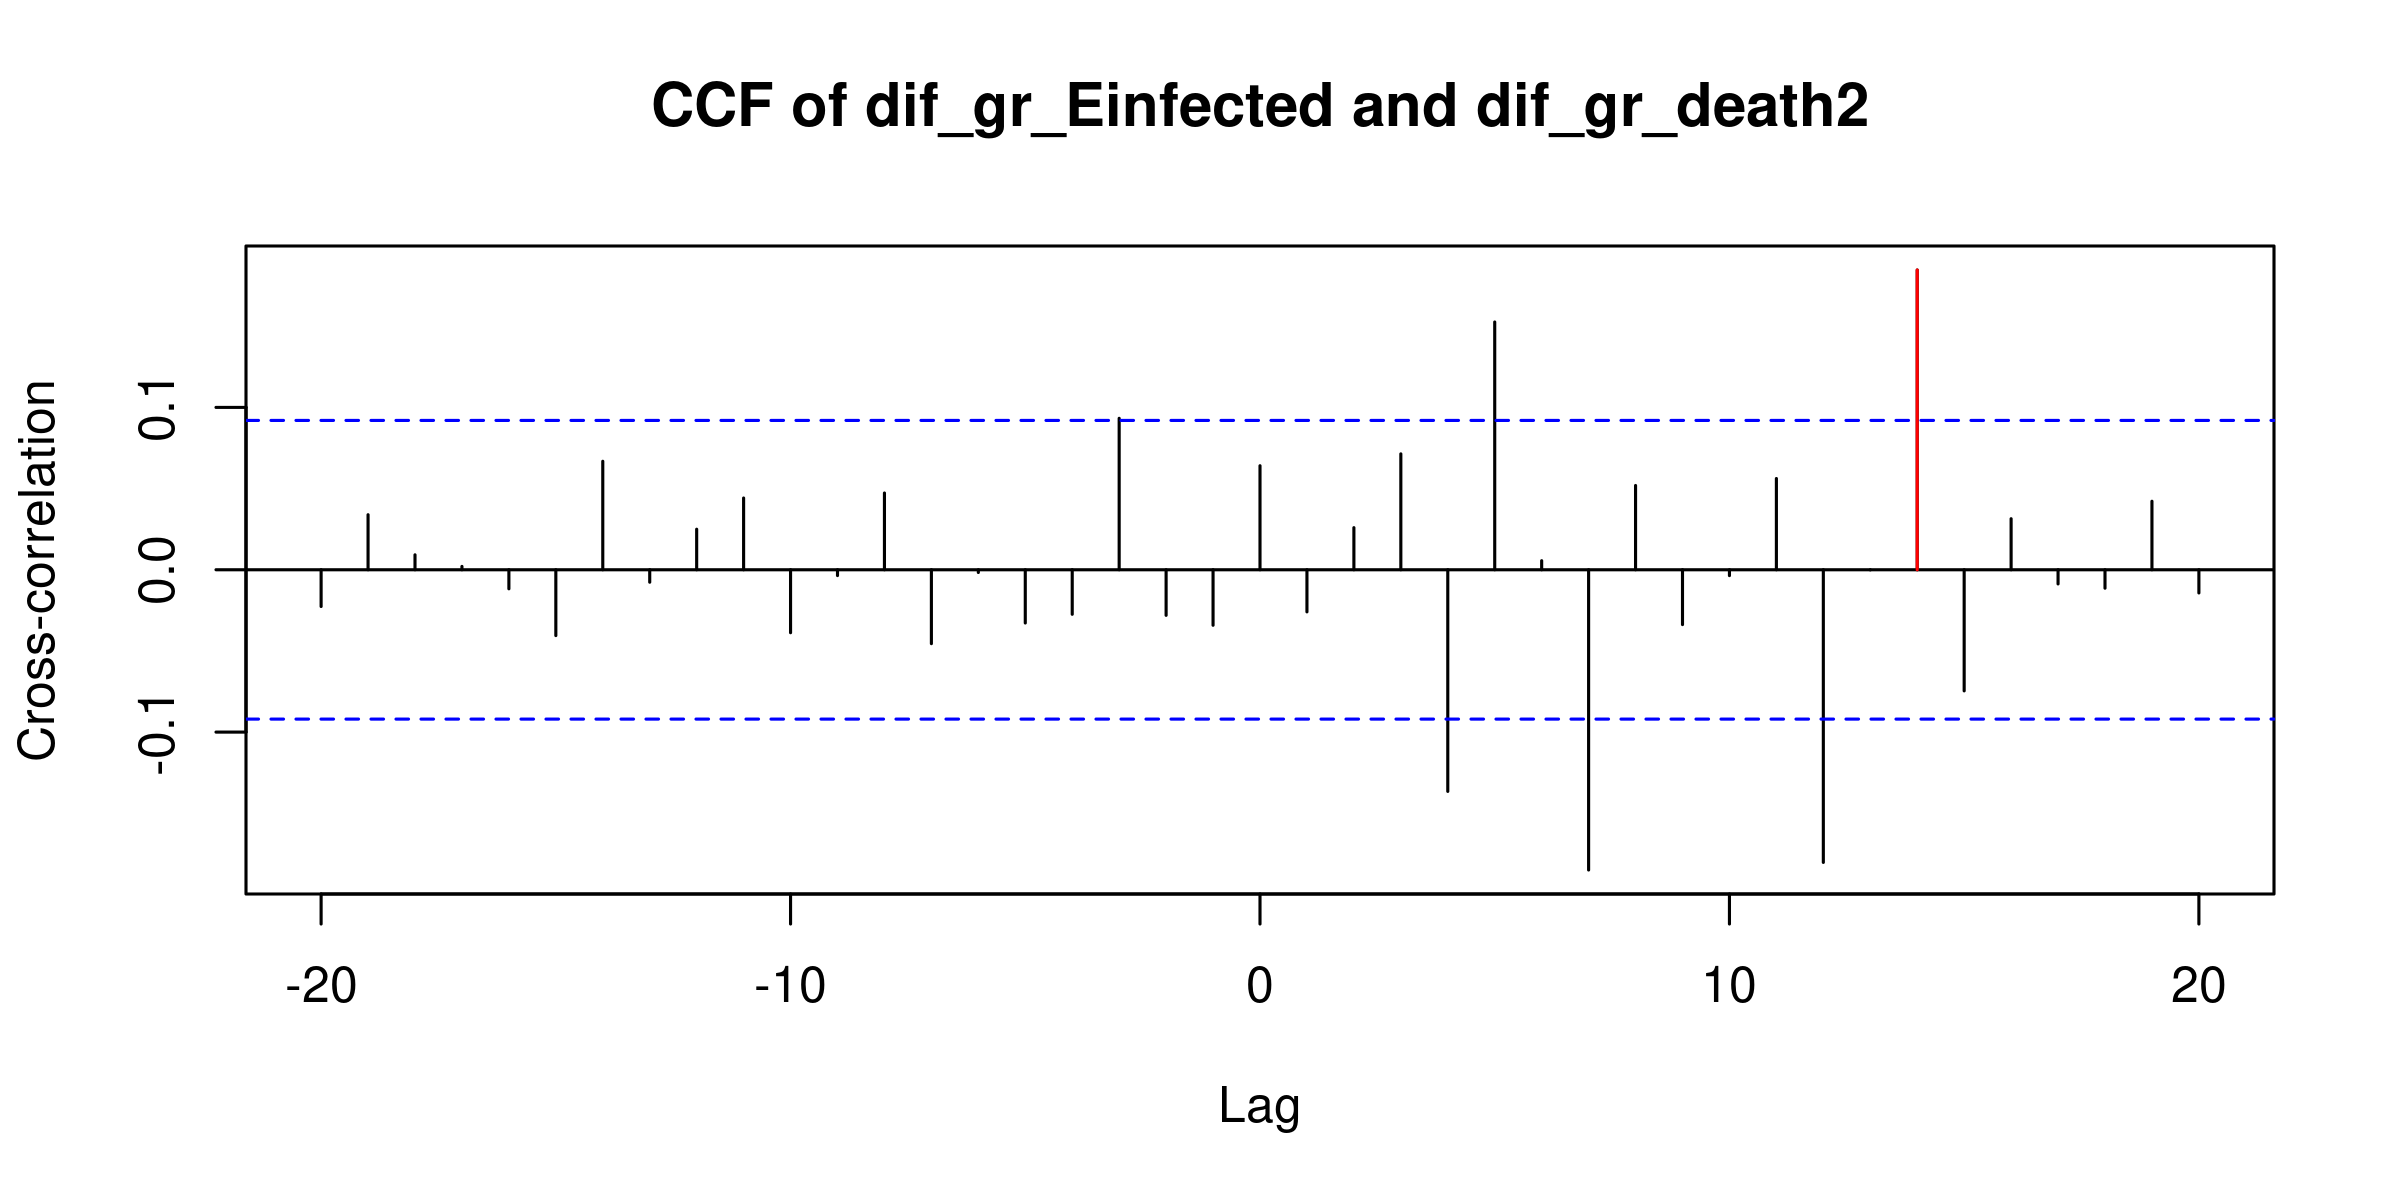 CCF of dif_gr_Einfected and dif_gr_death2
Cross-correlation
0.1
0.0
-0.1
-20 -10 0 10 20
Lag